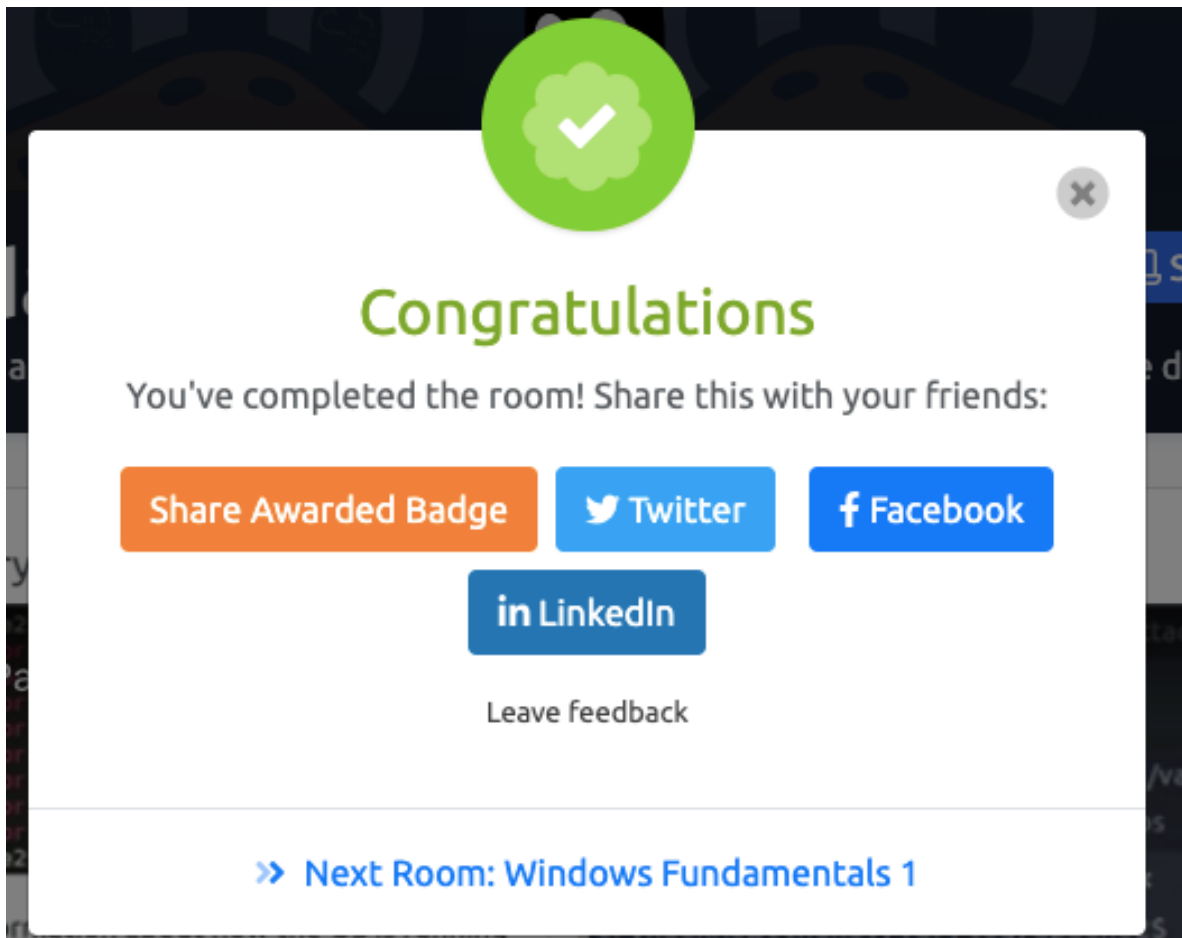 Congratulations
You've completed the room! Share this with your friends:
Share Awarded Badge
Twitter
Facebook
in LinkedIn
Leave feedback
Next Room: Windows Fundamentals 1